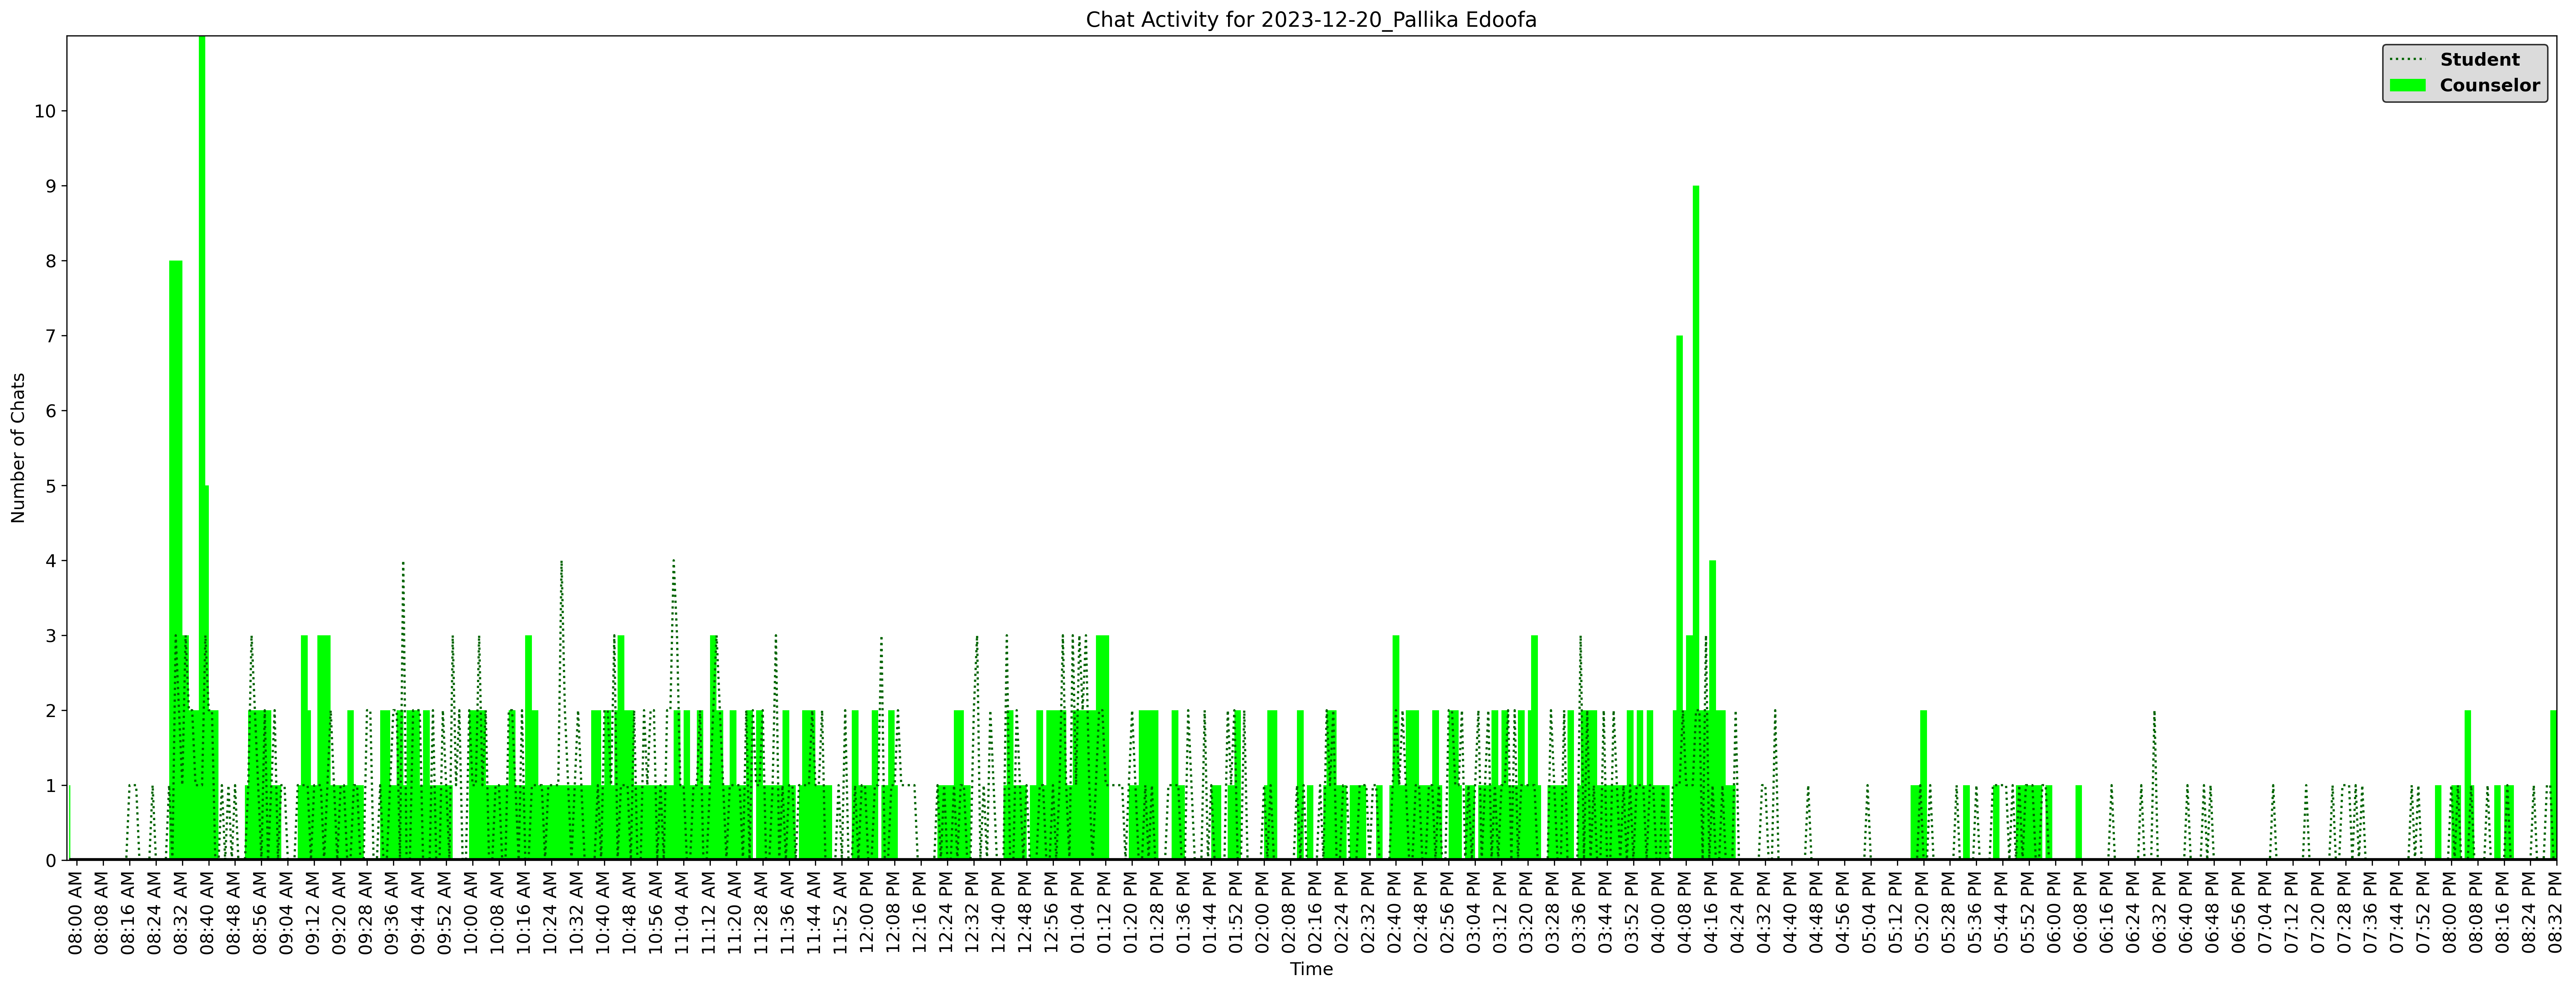 Chat Activity for 2023-12-20_Pallika Edoofa
Student
Counselor
Number of Chats
10
9
8
7
6
5
4
3
2
1
0
08:00 AM
08:08 AM
08:16 AM
08:24 AM
08:32 AM
08:40 AM
08:48 AM
08:56 AM
09:04 AM
09:12 AM
09:20 AM
09:28 AM
09:36 AM
09:44 AM
09:52 AM
10:00 AM
10:08 AM
10:16 AM
10:24 AM
10:32 AM
10:40 AM
10:48 AM
10:56 AM
11:04 AM
11:12 AM
11:20 AM
11:28 AM
11:36 AM
11:44 AM
11:52 AM
12:00 PM
12:08 PM
12:16 PM
12:24 PM
12:32 PM
12:40 PM
12:48 PM
12:56 PM
01:04 PM
01:12 PM
01:20 PM
01:28 PM
01:36 PM
01:44 PM
01:52 PM
02:00 PM
02:08 PM
02:16 PM
02:24 PM
02:32 PM
02:40 PM
02:48 PM
02:56 PM
03:04 PM
03:12 PM
03:20 PM
03:28 PM
03:36 PM
03:44 PM
03:52 PM
04:00 PM
04:08 PM
04:16 PM
04:24 PM
04:32 PM
04:40 PM
04:48 PM
04:56 PM
05:04 PM
05:12 PM
05:20 PM
05:28 PM
05:36 PM
05:44 PM
05:52 PM
06:00 PM
06:08 PM
06:16 PM
06:24 PM
06:32 PM
06:40 PM
06:48 PM
06:56 PM
07:04 PM
07:12 PM
07:20 PM
07:28 PM
07:36 PM
07:44 PM
07:52 PM
08:00 PM
08:08 PM
08:16 PM
08:24 PM
08:32 PM
Time